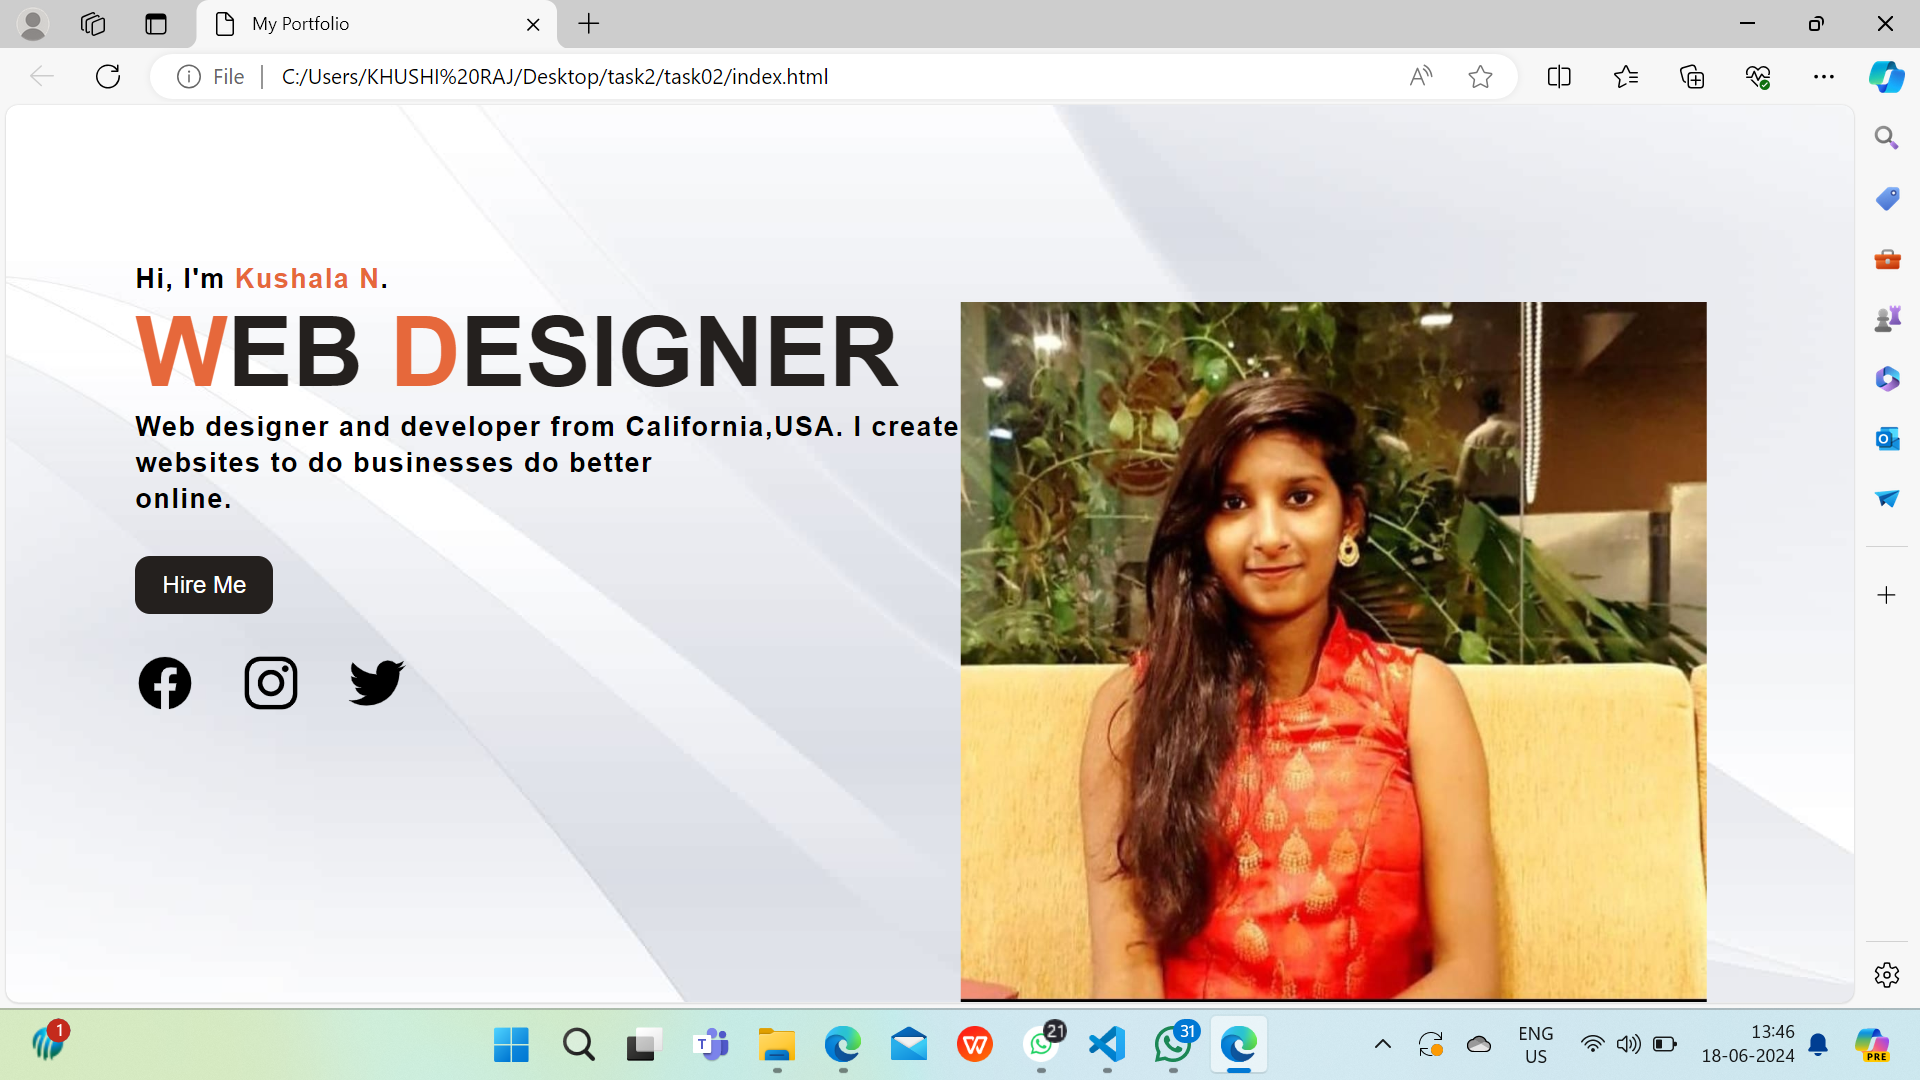 My Portfolio
File
C:/Users/KHUSHI%20RAJ/Desktop/task2/task02/index.html
Hi, I'm Kushala N.
WEB DESIGNER
Web designer and developer from California,USA. I create
websites to do businesses do better
online.
Hire Me
1
T
W
21
31
ENG
US
13:46
18-06-2024
PRE